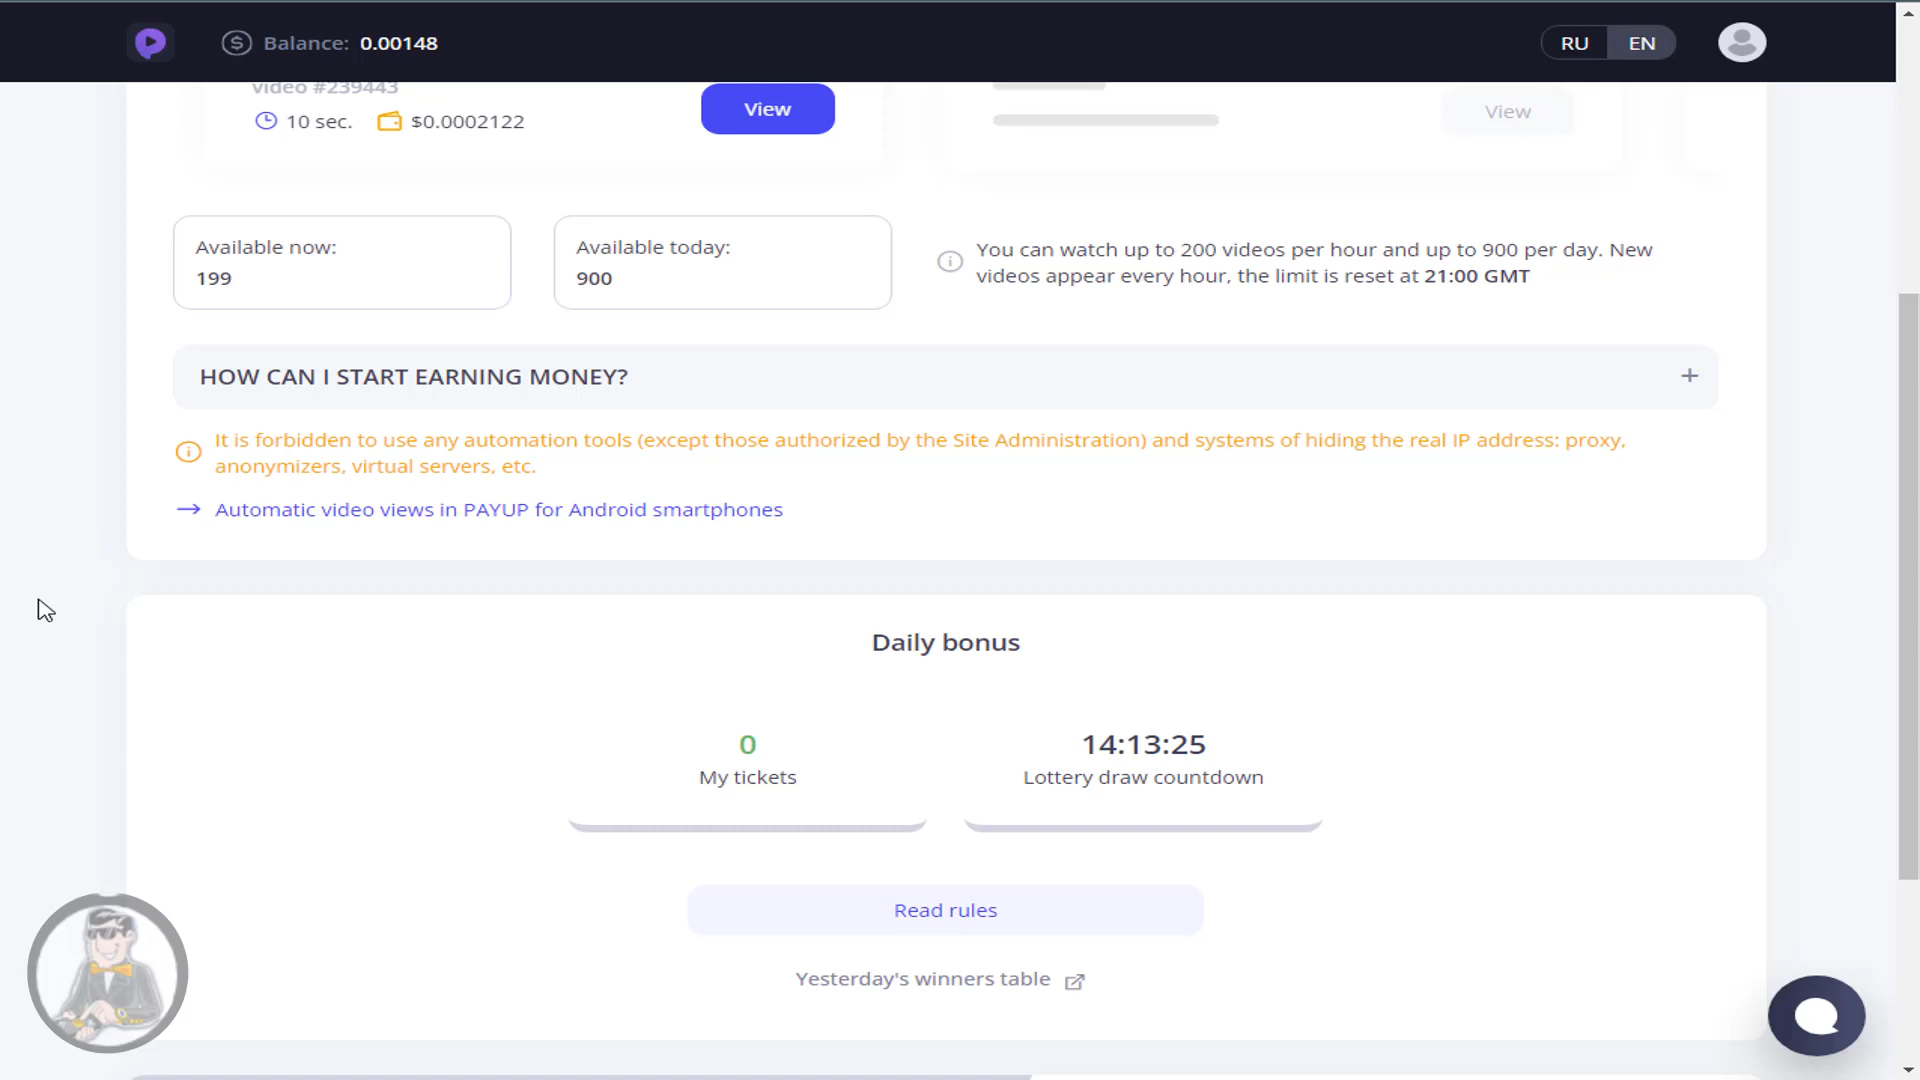 Balance: 0.00148
RU
EN
video #239443
10 sec.
$0.0002122
View
View
Available now:
199
Available today:
900
You can watch up to 200 videos per hour and up to 900 per day. New
videos appear every hour, the limit is reset at 21:00 GMT
HOW CAN I START EARNING MONEY?
It is forbidden to use any automation tools (except those authorized by the Site Administration) and systems of hiding the real IP address: proxy,
anonymizers, virtual servers, etc.
Automatic video views in PAYUP for Android smartphones
Daily bonus
0
My tickets
14:13:25
Lottery draw countdown
Read rules
Yesterday's winners table